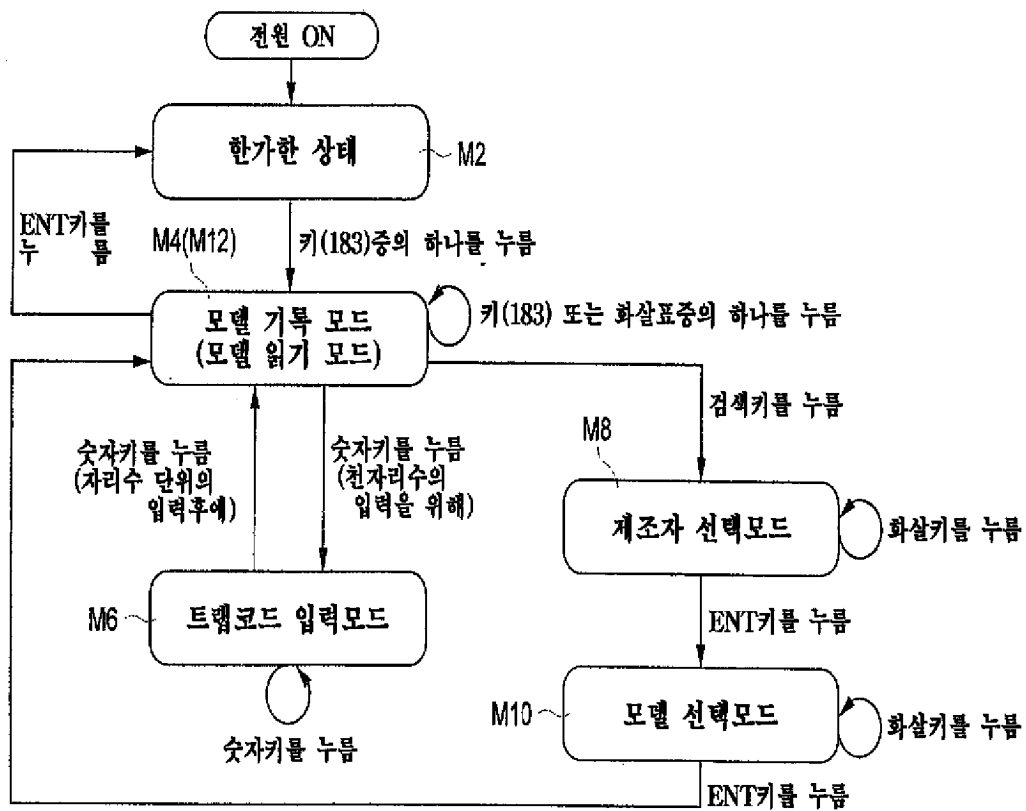 전원 ON
한가한 상태
M2
ENT키를
누 름
M4(M12)
키(183)중의 하나를 누름
모델 기록 모드
(모델 읽기 모드)
키(183) 또는 화살표중의 하나를 누름
검색키를 누름
숫자키를 누름
(자리수 단위의
입력후에)
숫자키를 누름
(천자리수의
입력을 위해)
M8
제조자 선택모드
화살키를 누름
M6
트랩코드 입력모드
ENT키를 누름
숫자키를 누름
M10
모델 선택모드
화살키를 누름
ENT키를 누름